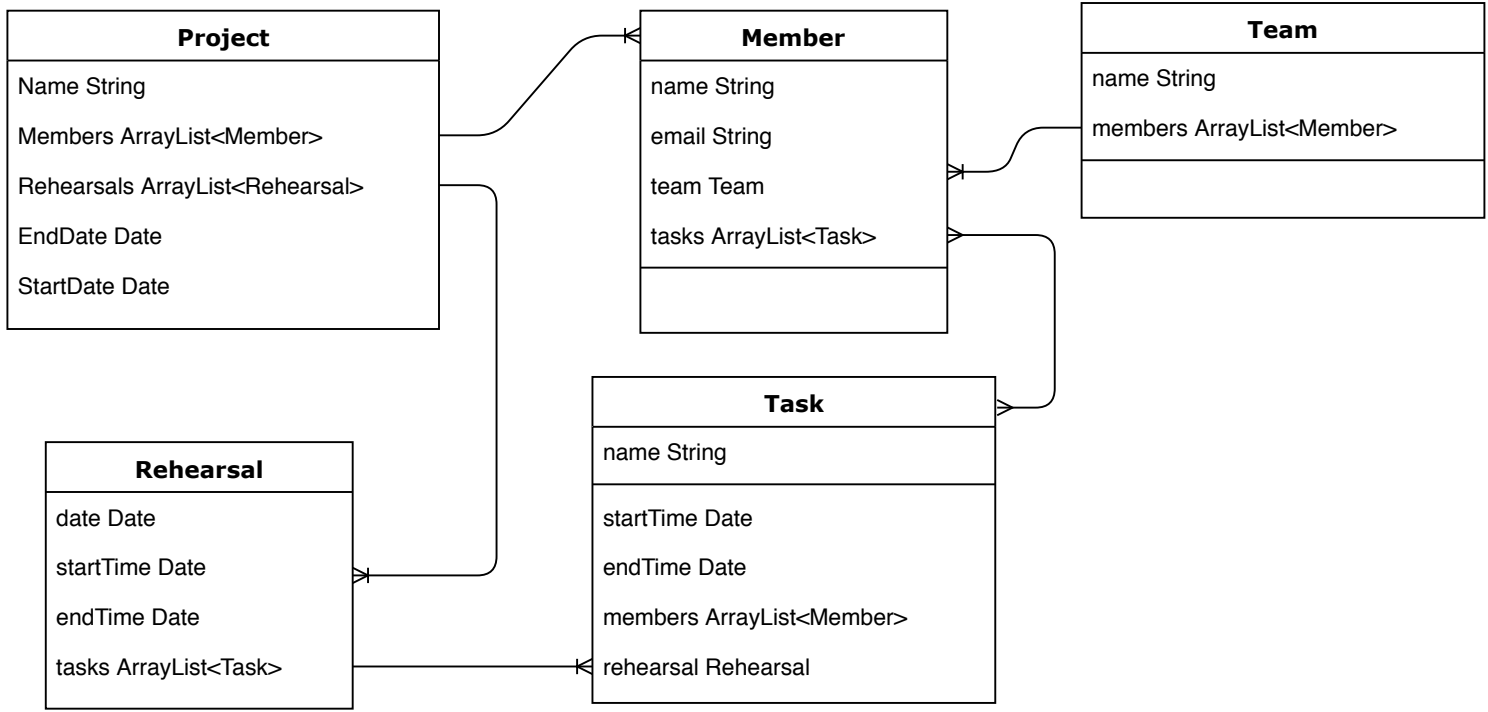 Project
Name String
Members ArrayList<Member>
Rehearsals ArrayList<Rehearsal>
EndDate Date
StartDate Date
Member
name String
email String
team Team
tasks ArrayList<Task>
Team
name String
members ArrayList<Member>
Rehearsal
date Date
startTime Date
endTime Date
tasks ArrayList<Task>
Task
name String
startTime Date
endTime Date
members ArrayList<Member>
rehearsal Rehearsal